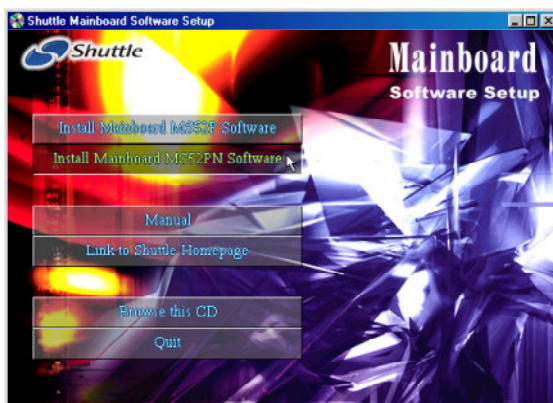 Shuttle Mainboard Software Setup
Shuttle
Mainboard
Software Setup
Install Mainboard MS52P Software
Install Mainboard MS52PN Software
Manual
Link to Shuttle Homepage
Browse this CD
Quit